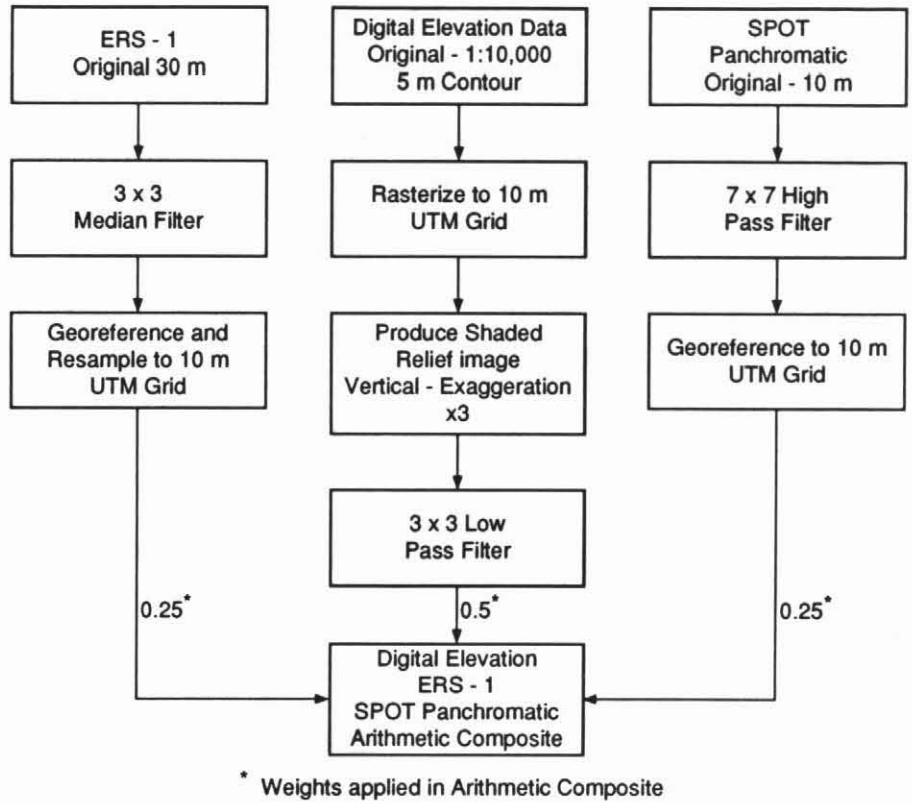 ERS - 1
Original 30 m
Digital Elevation Data
Original - 1:10,000
5 m Contour
SPOT
Panchromatic
Original - 10 m
3 x 3
Median Filter
Rasterize to 10 m
UTM Grid
7 x 7 High
Pass Filter
Georeference and
Resample to 10 m
UTM Grid
Produce Shaded
Relief image
Vertical - Exaggeration
x3
Georeference to 10 m
UTM Grid
3 x 3 Low
Pass Filter
0.25*
0.5*
0.25*
Digital Elevation
ERS - 1
SPOT Panchromatic
Arithmetic Composite
* Weights applied in Arithmetic Composite